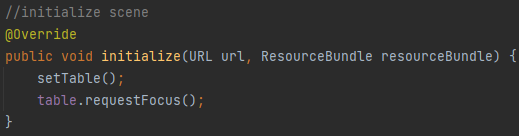 //initialize scene
@Override
public void initialize(URL url, ResourceBundle resourceBundle) {
    setTable();
    table.requestFocus();
}